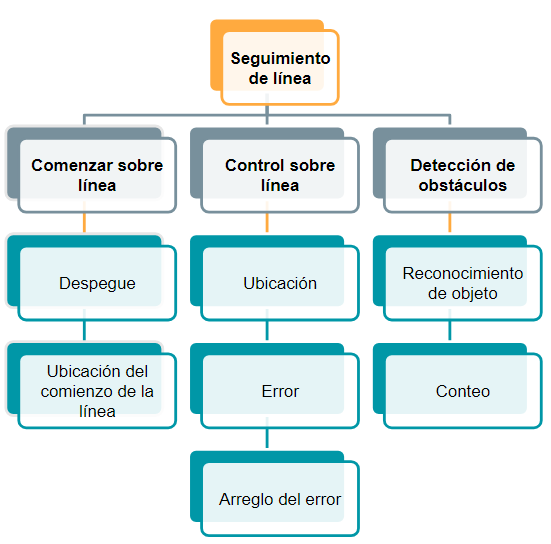 Seguimiento
de línea
Comenzar sobre
línea
Control sobre
línea
Detección de
obstáculos
Despegue
Ubicación
Reconocimiento
de objeto
Ubicación del
comienzo de la
línea
Error
Conteo
Arreglo del error